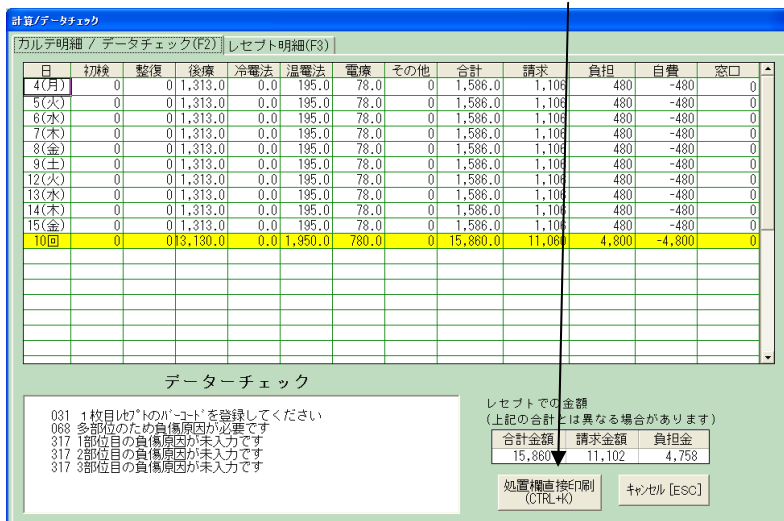 計算/データチェック
カルテ明細 / データチェック(F2) レセプト明細(F3)
日 初検 整復 後療 冷罨法 温罨法 電療 その他 合計 請求 負担 自費 窓口
4(月) 0 0 1,313.0 0.0 195.0 78.0 0 1,586.0 1,106 480 -480 0
5(火) 0 0 1,313.0 0.0 195.0 78.0 0 1,586.0 1,106 480 -480 0
6(水) 0 0 1,313.0 0.0 195.0 78.0 0 1,586.0 1,106 480 -480 0
7(木) 0 0 1,313.0 0.0 195.0 78.0 0 1,586.0 1,106 480 -480 0
8(金) 0 0 1,313.0 0.0 195.0 78.0 0 1,586.0 1,106 480 -480 0
9(土) 0 0 1,313.0 0.0 195.0 78.0 0 1,586.0 1,106 480 -480 0
12(火) 0 0 1,313.0 0.0 195.0 78.0 0 1,586.0 1,106 480 -480 0
13(水) 0 0 1,313.0 0.0 195.0 78.0 0 1,586.0 1,106 480 -480 0
14(木) 0 0 1,313.0 0.0 195.0 78.0 0 1,586.0 1,106 480 -480 0
15(金) 0 0 1,313.0 0.0 195.0 78.0 0 1,586.0 1,106 480 -480 0
10回 0 0 13,130.0 0.0 1,950.0 780.0 0 15,860.0 11,060 4,800 -4,800 0
データーチェック
031 1枚目ﾚｾﾌﾟﾄのﾊﾞｰｺｰﾄﾞを登録してください
068 多部位のため負傷原因が必要です
317 1部位目の負傷原因が未入力です
317 2部位目の負傷原因が未入力です
317 3部位目の負傷原因が未入力です
レセプトでの金額
(上記の合計とは異なる場合があります)
合計金額 請求金額 負担金
15,860 11,102 4,758
処置欄直接印刷
(CTRL+K)
ｷｬﾝｾﾙ [ESC]